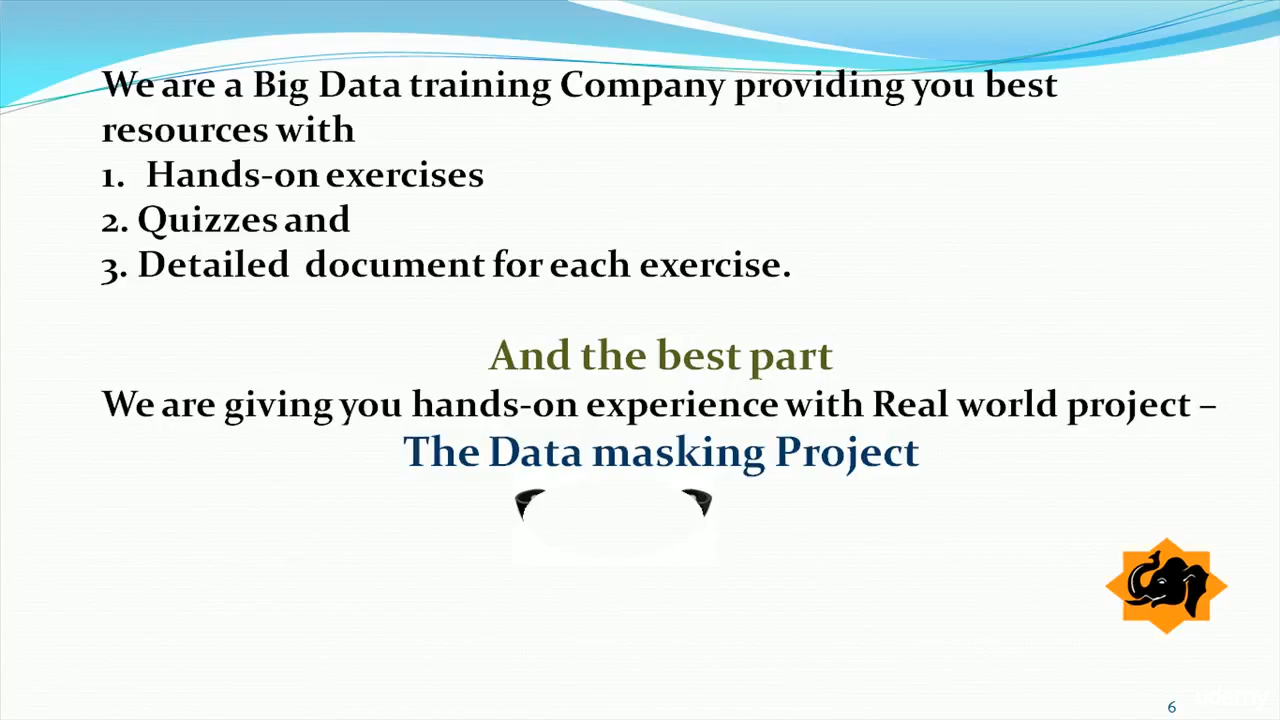 We are a Big Data training Company providing you best
resources with
1. Hands-on exercises
2. Quizzes and
3. Detailed document for each exercise.
And the best part
We are giving you hands-on experience with Real world project –
The Data masking Project
6
udemy